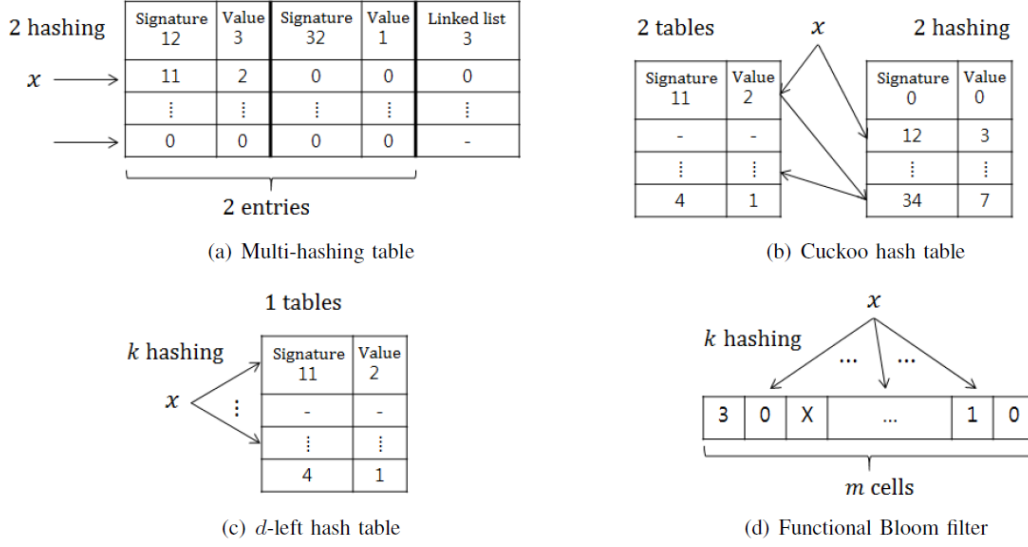 2 hashing
x
Signature Value Signature Value Linked list
12 3 32 1 3
11 2 0 0 0
⋮ ⋮ ⋮ ⋮ ⋮
0 0 0 0 -
2 entries
(a) Multi-hashing table
2 tables
x
2 hashing
Signature Value
11 2
- -
⋮ ⋮
4 1
Signature Value
0 0
12 3
⋮ ⋮
34 7
(b) Cuckoo hash table
1 tables
k hashing
x
⋮
Signature Value
11 2
- -
⋮ ⋮
4 1
(c) d-left hash table
x
k hashing
... ...
3 0 X ... 1 0
m cells
(d) Functional Bloom filter